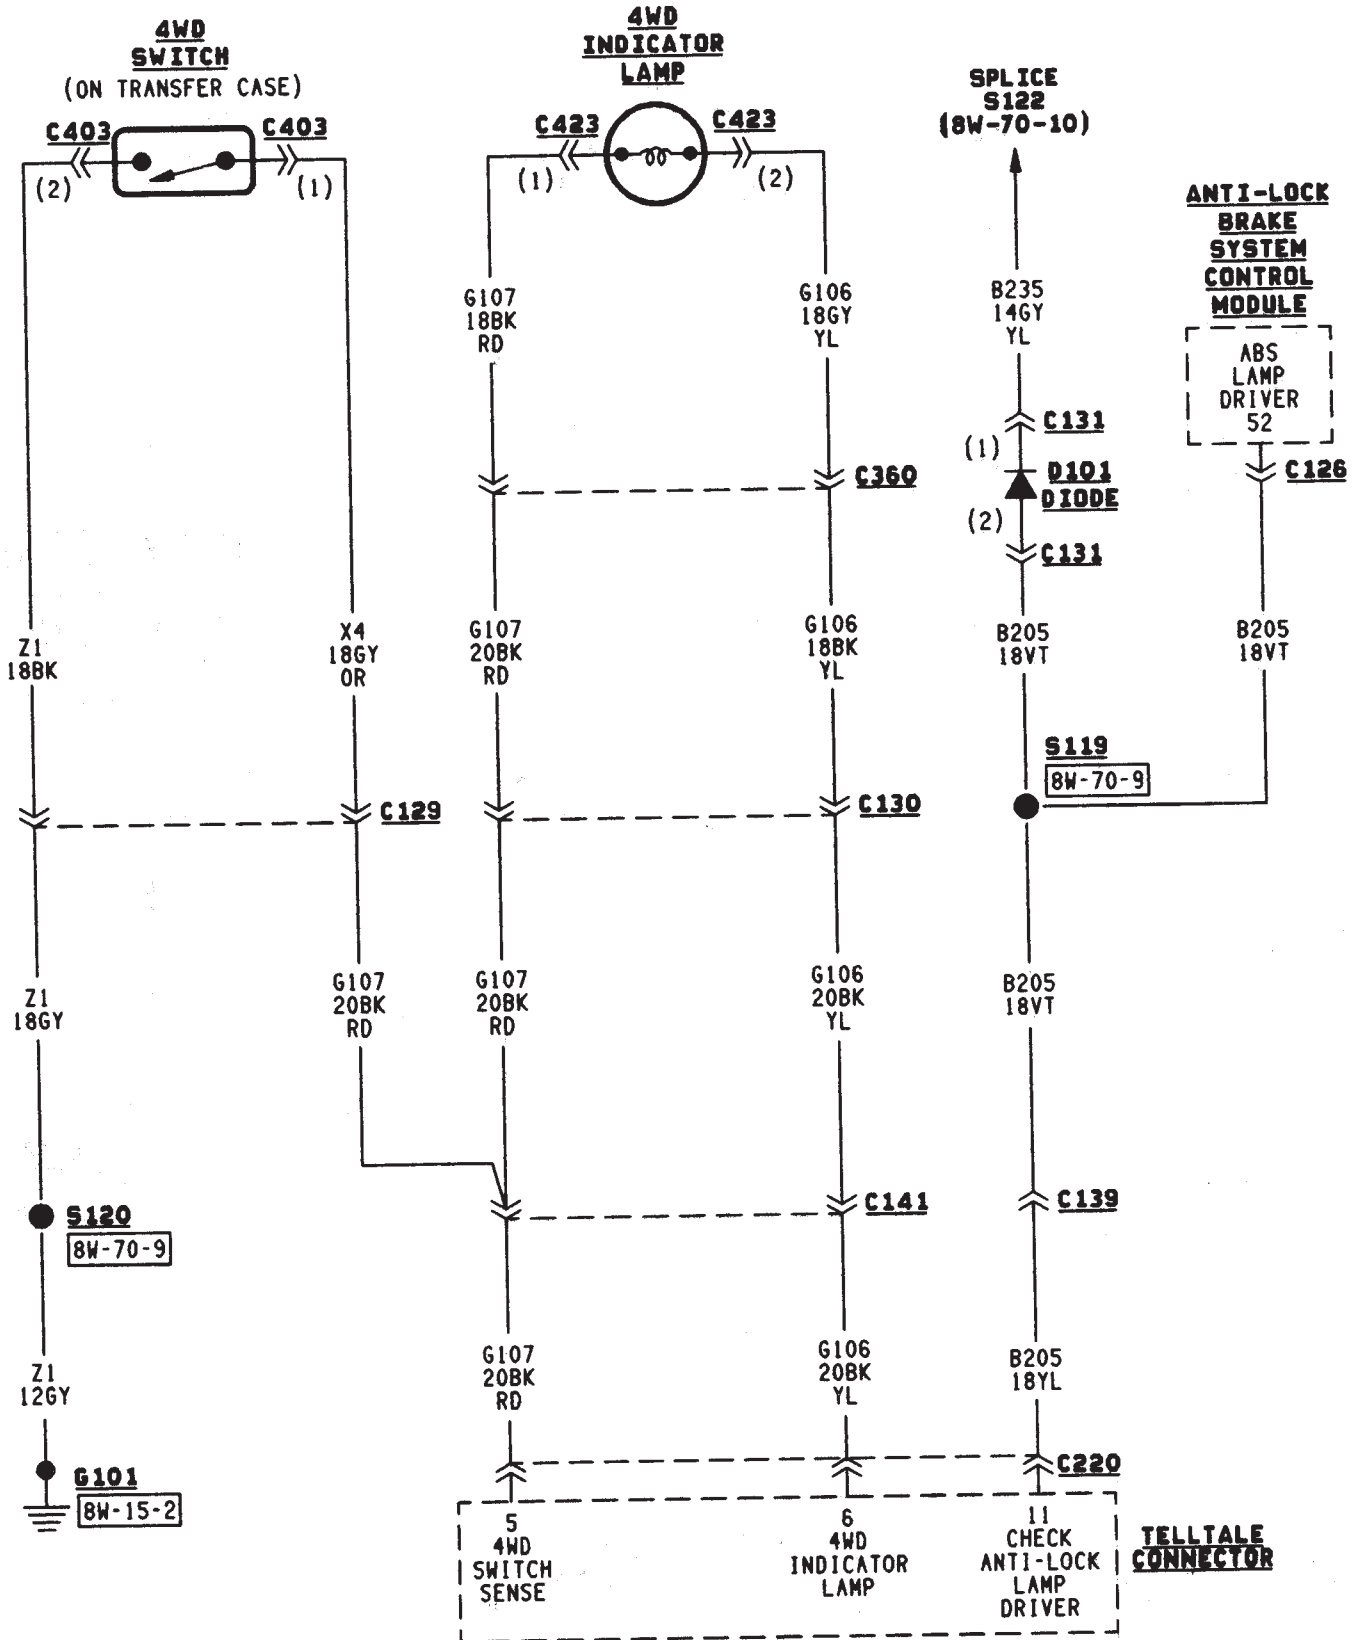 4WD
SWITCH
(ON TRANSFER CASE)
C403
C403
(2)
(1)
4WD
INDICATOR
LAMP
C423
C423
(1)
(2)
SPLICE
S122
(8W-70-10)
ANTI-LOCK
BRAKE
SYSTEM
CONTROL
MODULE
ABS
LAMP
DRIVER
52
C126
G107
18BK
RD
G106
18GY
YL
B235
14GY
YL
C131
(1)
D101
DIODE
(2)
C131
C360
Z1
18BK
X4
18GY
OR
G107
20BK
RD
G106
18BK
YL
B205
18VT
B205
18VT
S119
8W-70-9
C129
C130
Z1
18GY
G107
20BK
RD
G107
20BK
RD
G106
20BK
YL
B205
18VT
S120
8W-70-9
C141
C139
Z1
12GY
G107
20BK
RD
G106
20BK
YL
B205
18YL
G101
8W-15-2
C220
5
4WD
SWITCH
SENSE
6
4WD
INDICATOR
LAMP
11
CHECK
ANTI-LOCK
LAMP
DRIVER
TELLTALE
CONNECTOR